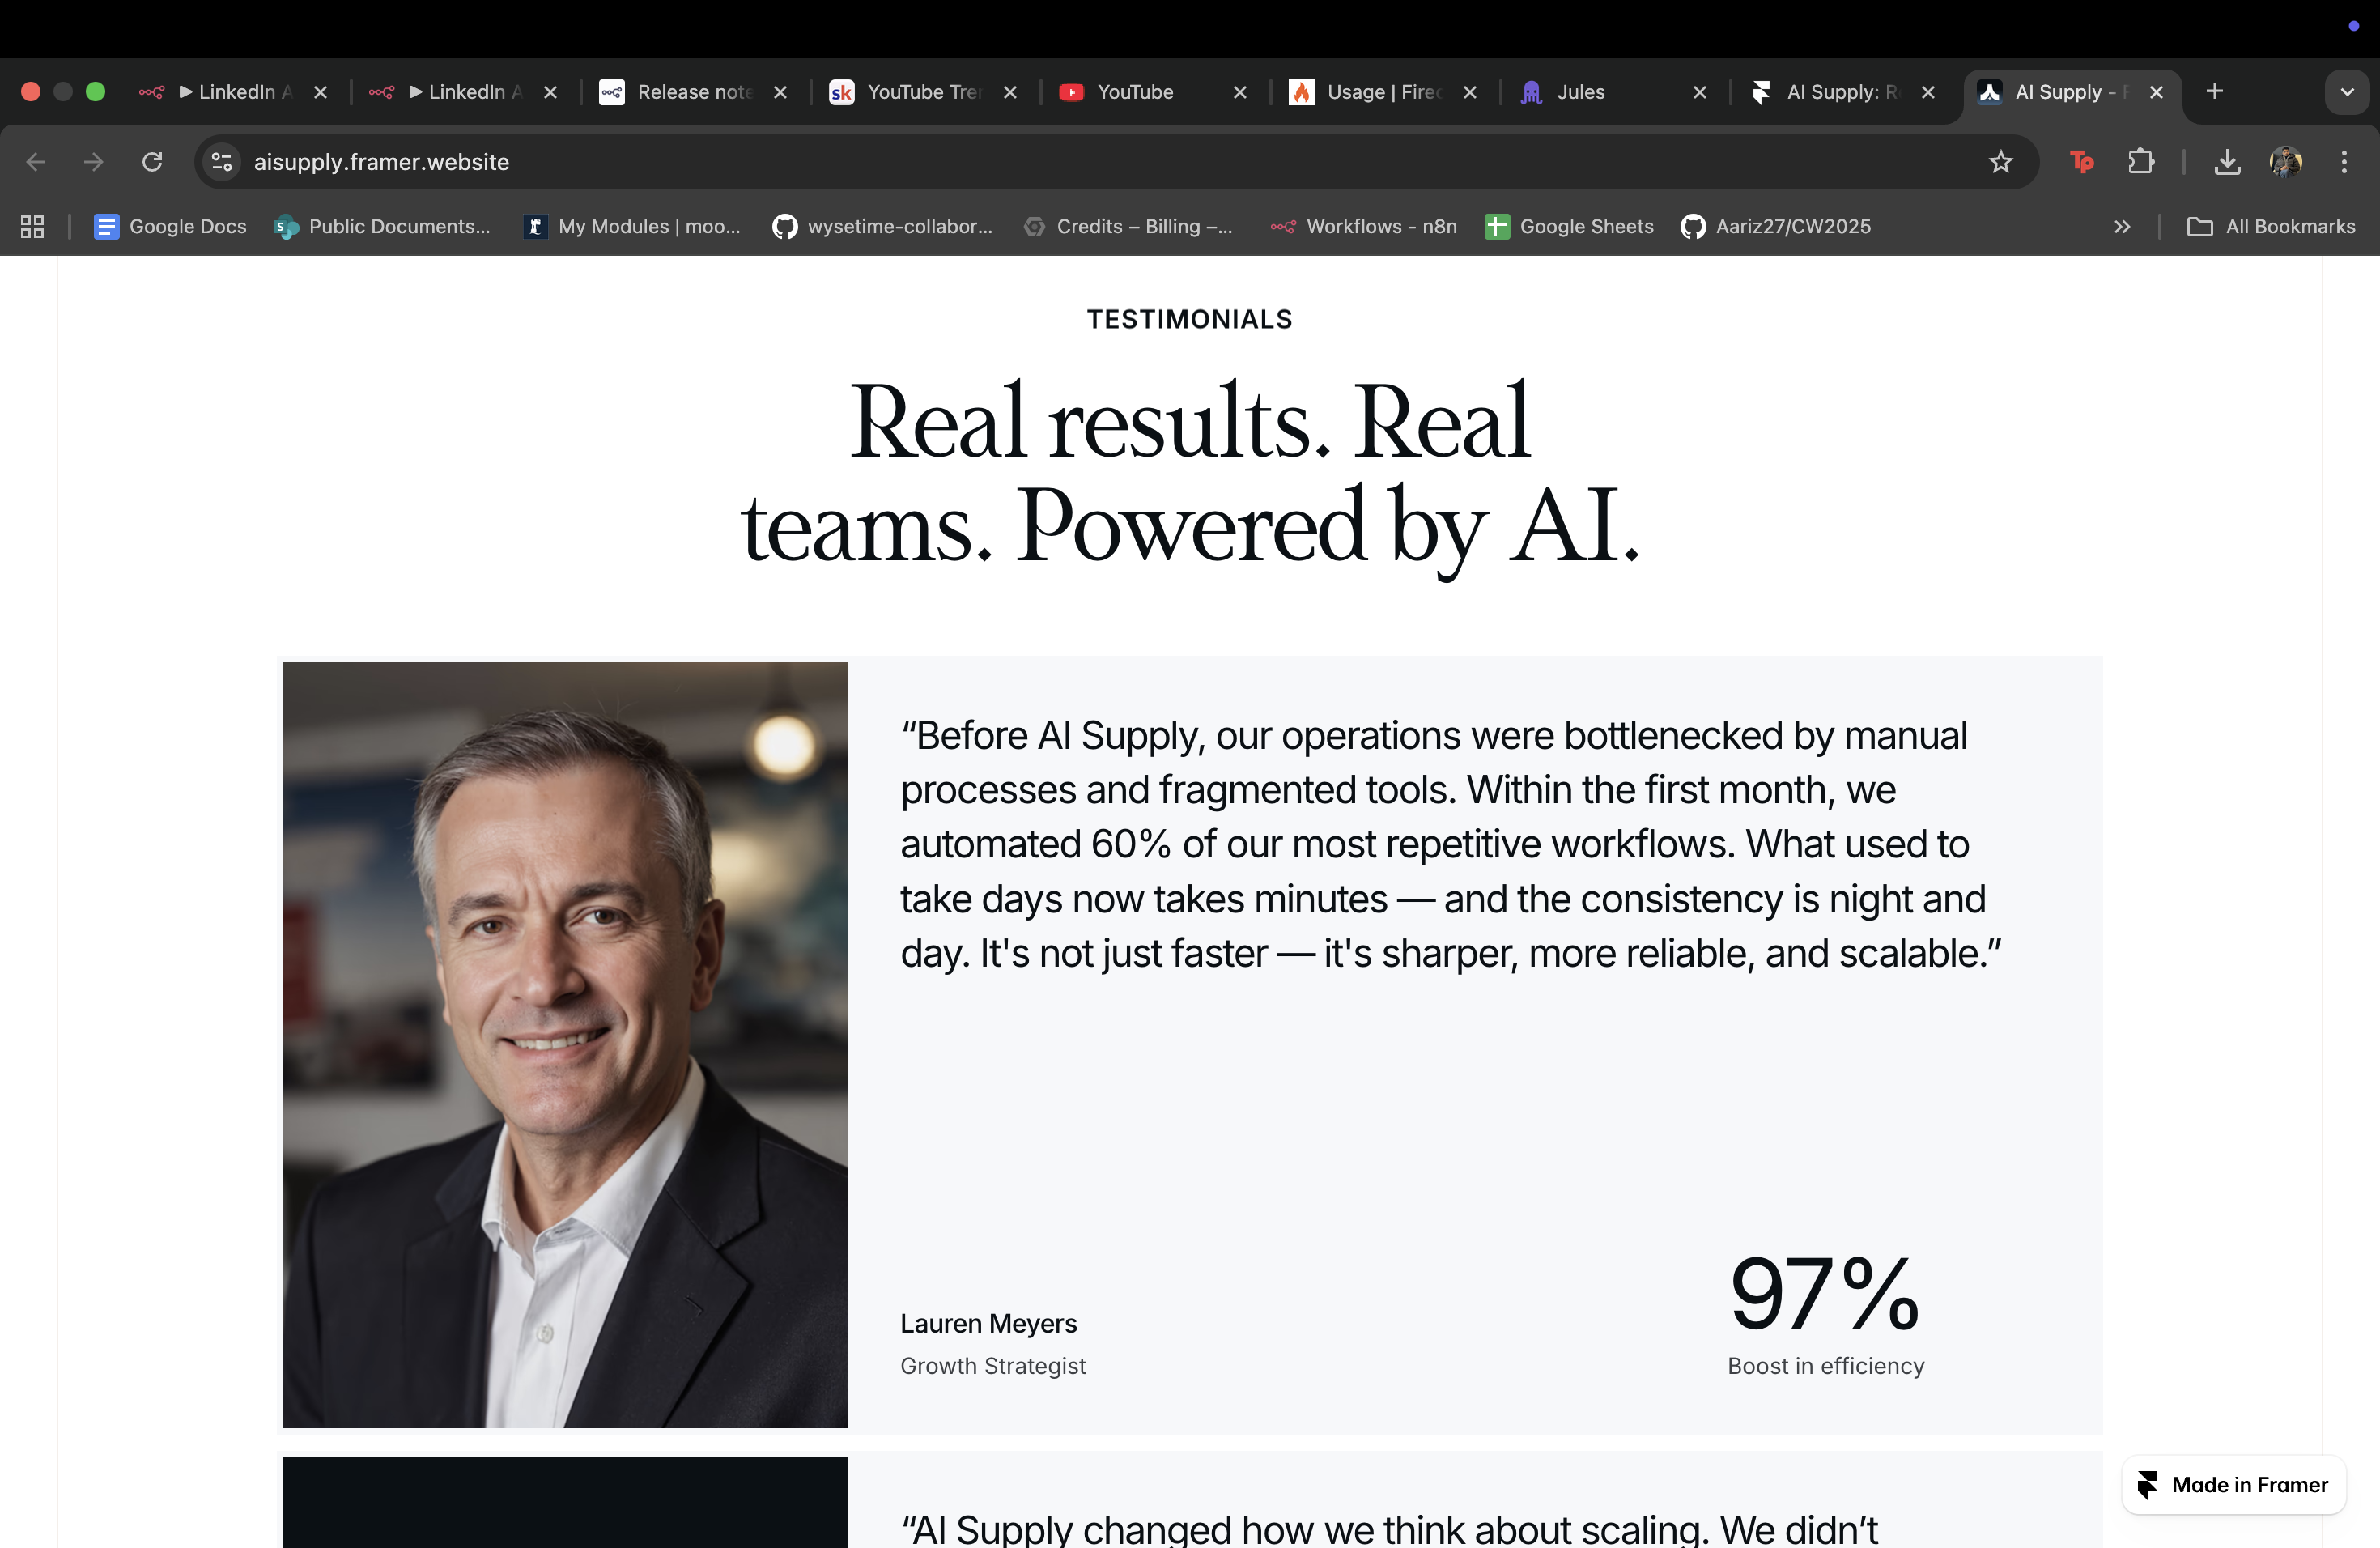 LinkedIn A
LinkedIn A
Release note
sk
YouTube Tre
YouTube
Usage | Firec
Jules
AI Supply: R
AI Supply - F
aisupply.framer.website
Tp
Google Docs
Public Documents...
My Modules | moo...
wysetime-collabor...
Credits – Billing –...
Workflows - n8n
Google Sheets
Aariz27/CW2025
All Bookmarks
TESTIMONIALS
Real results. Real
teams. Powered by AI.
“Before AI Supply, our operations were bottlenecked by manual
processes and fragmented tools. Within the first month, we
automated 60% of our most repetitive workflows. What used to
take days now takes minutes — and the consistency is night and
day. It's not just faster — it's sharper, more reliable, and scalable.”
Lauren Meyers
Growth Strategist
97%
Boost in efficiency
“AI Supply changed how we think about scaling. We didn’t
Made in Framer